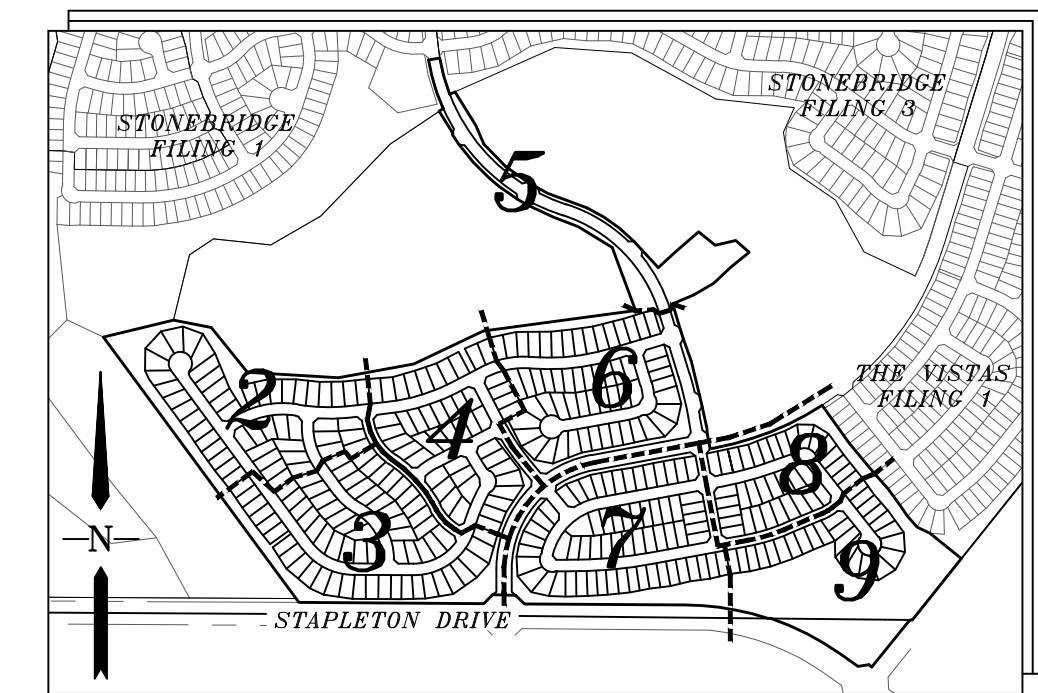 STONEBRIDGE
FILING 1
STONEBRIDGE
FILING 3
5
THE VISTAS
FILING 1
2
4
6
8
3
7
9
N
STAPLETON DRIVE